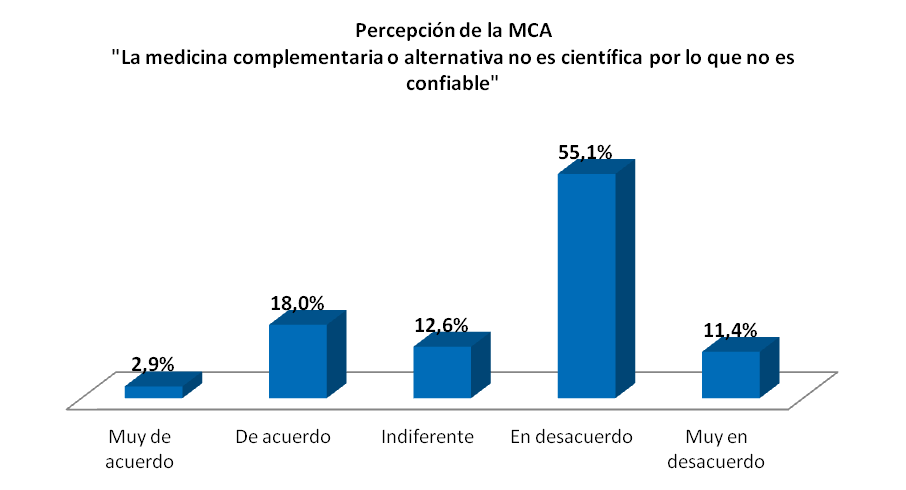 Percepción de la MCA
"La medicina complementaria o alternativa no es científica por lo que no es
confiable"
55,1%
18,0%
12,6%
11,4%
2,9%
Muy de
acuerdo
De acuerdo
Indiferente
En desacuerdo
Muy en
desacuerdo